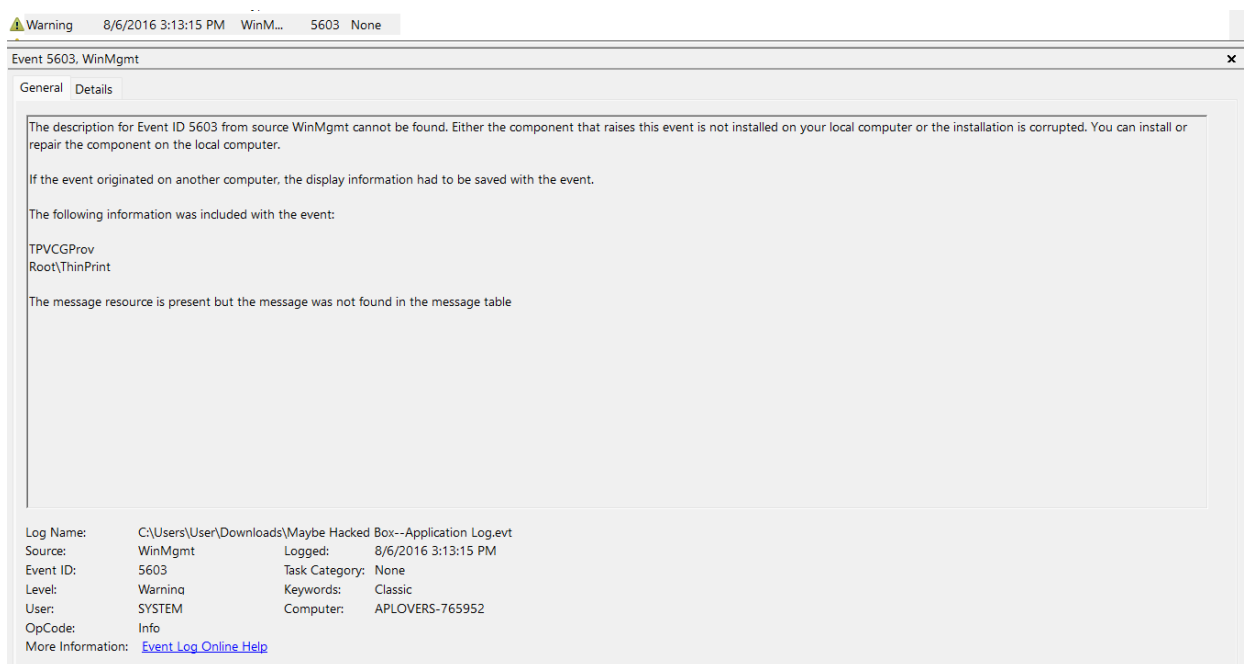 Warning 8/6/2016 3:13:15 PM WinM... 5603 None
Event 5603, WinMgmt
General Details
The description for Event ID 5603 from source WinMgmt cannot be found. Either the component that raises this event is not installed on your local computer or the installation is corrupted. You can install or
repair the component on the local computer.
If the event originated on another computer, the display information had to be saved with the event.
The following information was included with the event:
TPVCGProv
Root\ThinPrint
The message resource is present but the message was not found in the message table
Log Name: C:\Users\User\Downloads\Maybe Hacked Box--Application Log.evt
Source: WinMgmt Logged: 8/6/2016 3:13:15 PM
Event ID: 5603 Task Category: None
Level: Warning Keywords: Classic
User: SYSTEM Computer: APLOVERS-765952
OpCode: Info
More Information: Event Log Online Help